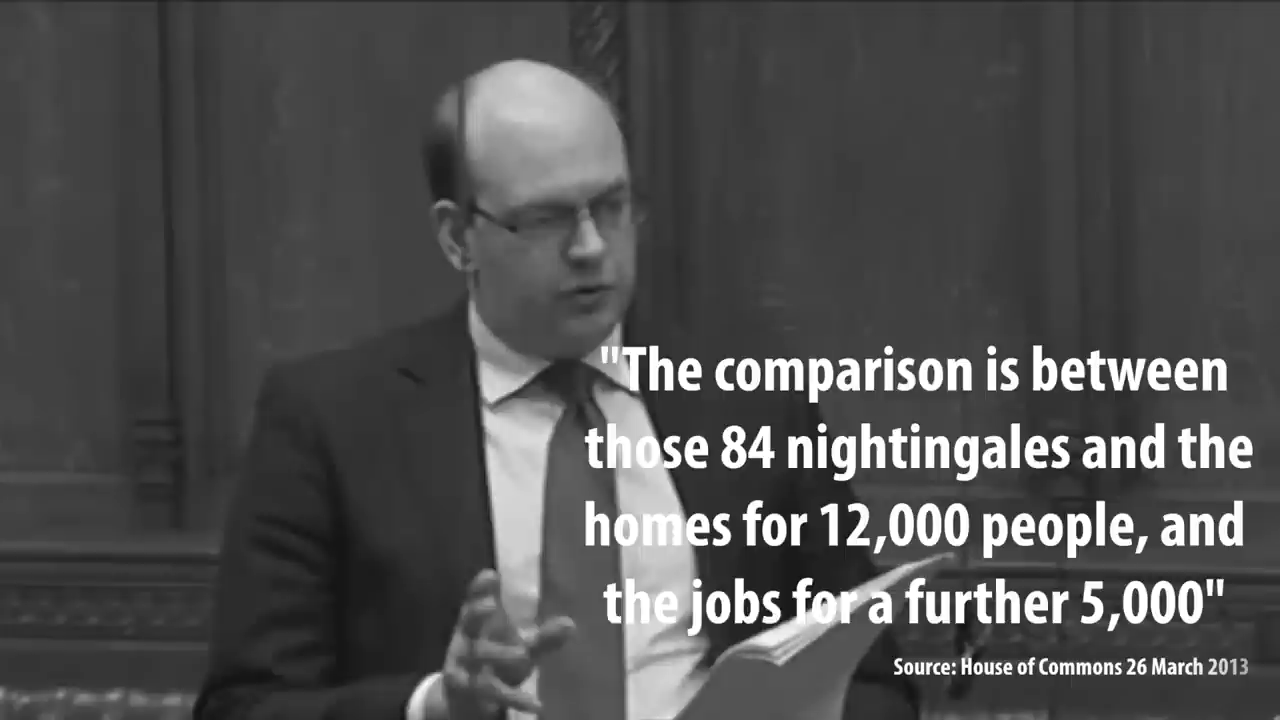 "The comparison is between
those 84 nightingales and the
homes for 12,000 people, and
the jobs for a further 5,000"
Source: House of Commons 26 March 2013